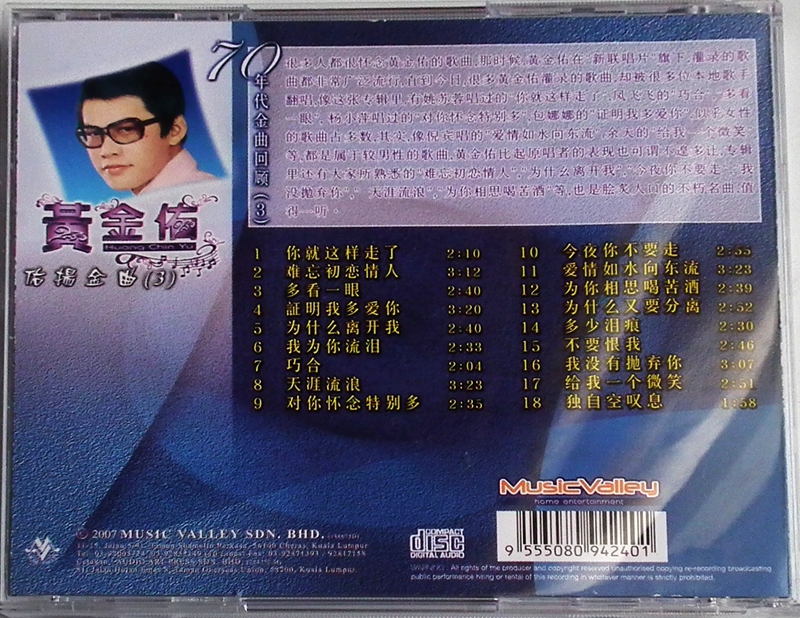 70年代金曲回顾(3)
很多人都很怀念黄金佑的歌曲,那时候,黄金佑在"新联唱片"旗下,灌录的歌
曲都非常广泛流行,直到今日,很多黄金佑灌录的歌曲,却被很多位本地歌手
翻唱,像这张专辑里,有姚苏蓉唱过的"你就这样走了",凤飞飞的"巧合","多看
一眼",杨小萍唱过的"对你怀念特别多",包娜娜的"证明我多爱你",似乎女性
的歌曲占多数,其实,像倪宾唱的"爱情如水向东流",余天的"给我一个微笑"
等,都是属于较男性的歌曲,黄金佑比起原唱者的表现也可谓不遑多让,专辑
里还有大家所熟悉的"难忘初恋情人","为什么离开我","今夜你不要走","我
没有抛弃你","天涯流浪","为你相思喝苦酒"等,也是脍炙人口的不朽名曲,值
得一听。
黃金佑
Huang Chin Yu
佑揚金曲(3)
1 你就这样走了 2:10
2 难忘初恋情人 3:12
3 多看一眼 2:40
4 証明我多爱你 3:20
5 为什么离开我 2:40
6 我为你流泪 2:33
7 巧合 2:04
8 天涯流浪 3:23
9 对你怀念特别多 2:35
10 今夜你不要走 2:55
11 爱情如水向东流 3:23
12 为你相思喝苦酒 2:39
13 为什么又要分离 2:52
14 多少泪痕 2:30
15 不要恨我 2:46
16 我没有抛弃你 3:07
17 给我一个微笑 2:51
18 独自空叹息 1:58
MusicValley
home entertainment
© 2007 MUSIC VALLEY SDN. BHD.
Cheras, Kuala Lumpur
AUDIO ART PRESS SDN. BHD.
Overseas Union, 58200, Kuala Lumpur.
COMPACT
disc
DIGITAL AUDIO
9 555080 942401
WARNING: All rights of the producer and copyright reserved unauthorised copying re-recording broadcasting
public performance hiring or rental of this recording in whatever manner is strictly prohibited.